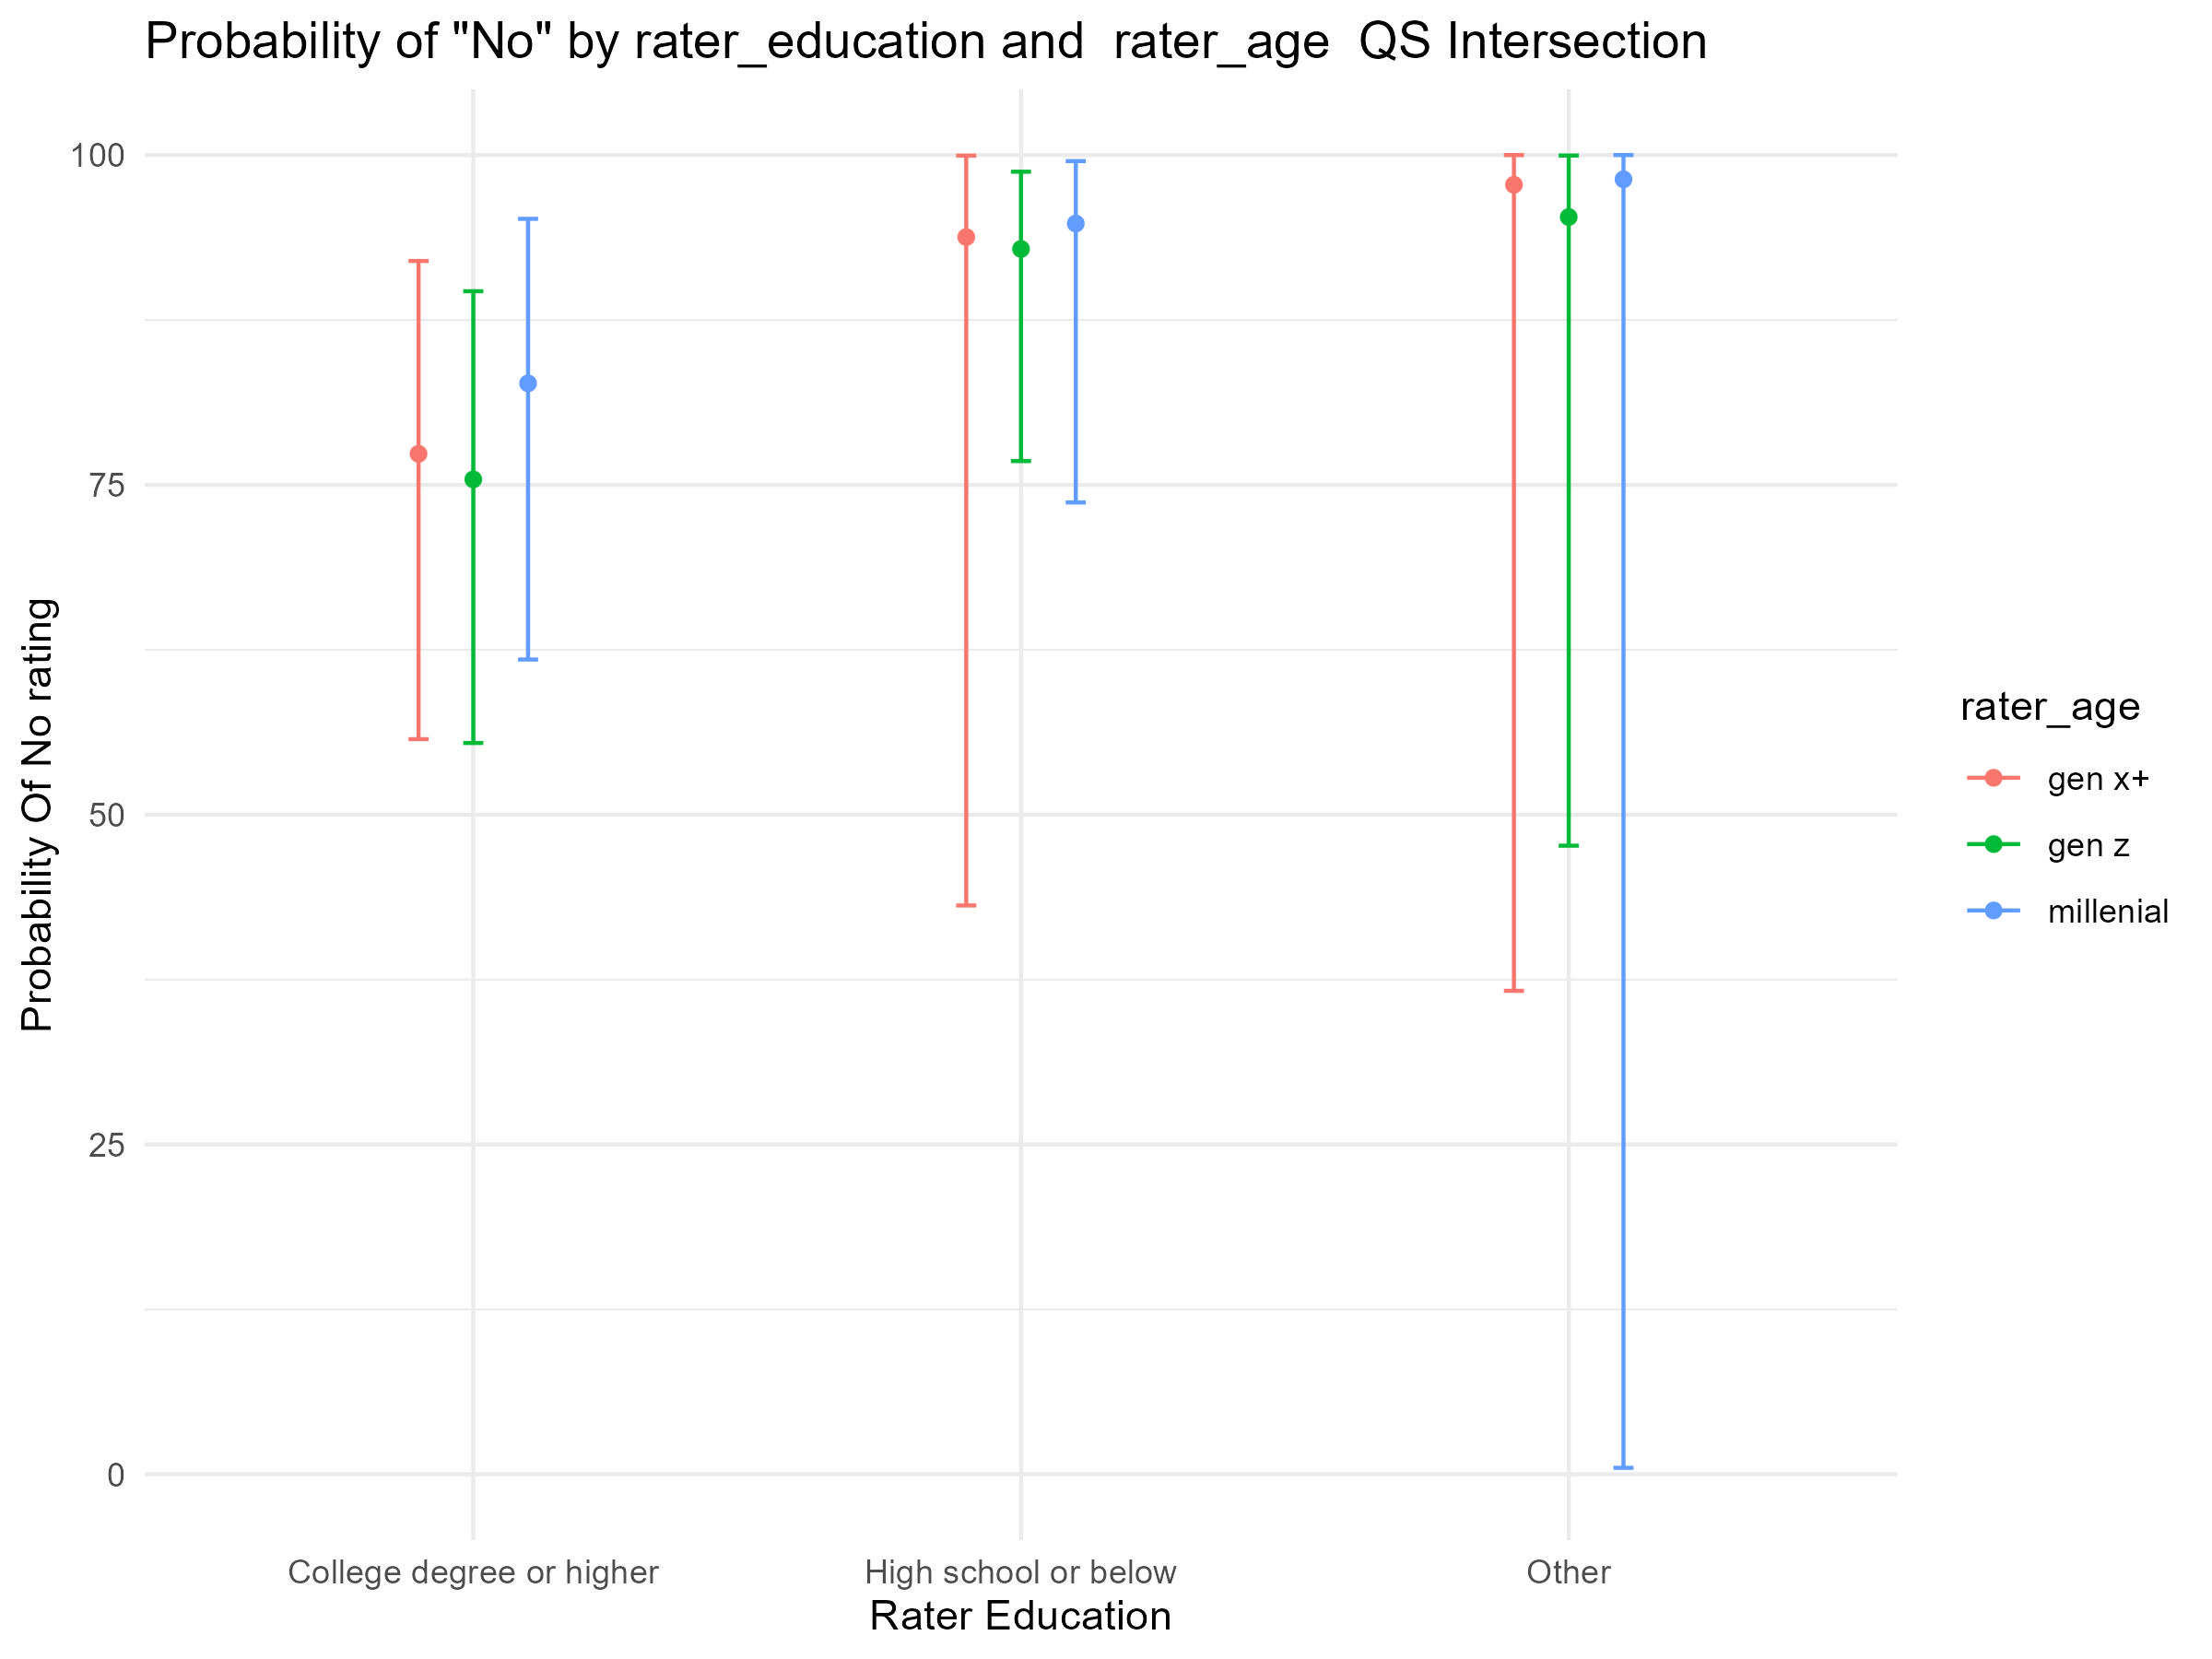 Probability of "No" by rater_education and  rater_age  QS Intersection
100
75
50
25
0
Probability Of No rating
College degree or higher
High school or below
Other
Rater Education
rater_age
gen x+
gen z
millenial